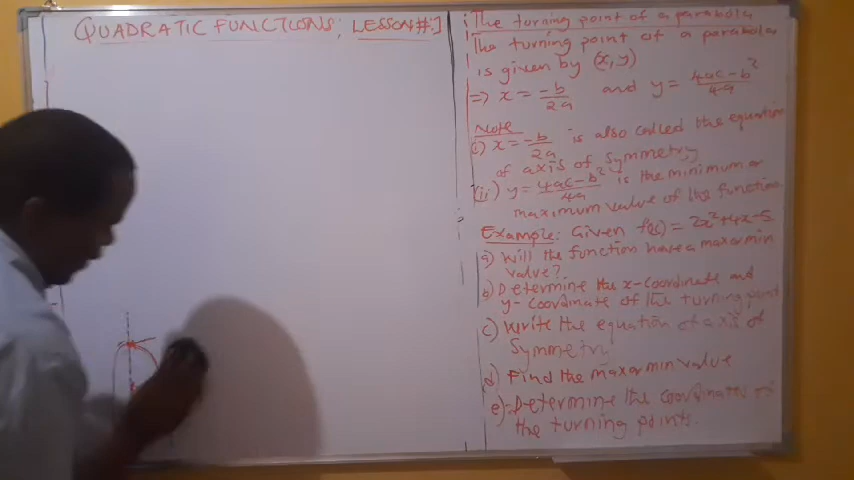 QUADRATIC FUNCTIONS; LESSON#:1
The turning point of a parabola
The turning point of a parabola
is given by (x,y)
=> x = -b/2a and y = 4ac-b²/4a
Note
(i) x = -b/2a is also called the equation
of axis of symmetry
(ii) y = 4ac-b²/4a is the minimum or
maximum value of the function
Example: Given f(x) = 2x²+4x-5
a) Will the function have a max or min
value?
b) Determine the x-coordinate and
y-coordinate of the turning point
c) Write the equation of axis of
Symmetry
d) Find the max or min value
e) Determine the coordinates of
the turning points.